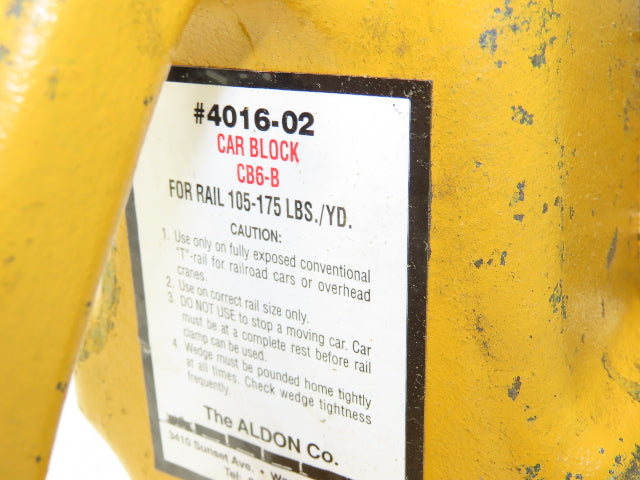 #4016-02
CAR BLOCK
CB6-B
FOR RAIL 105-175 LBS./YD.
CAUTION:
1. Use only on fully exposed conventional
"T"-rail for railroad cars or overhead
cranes.
2. Use on correct rail size only.
3. DO NOT USE to stop a moving car. Car
must be at a complete rest before rail
clamp can be used.
4. Wedge must be pounded home tightly
at all times. Check wedge tightness
frequently.
The ALDON Co.
3410 Sunset Ave. •
Tel: